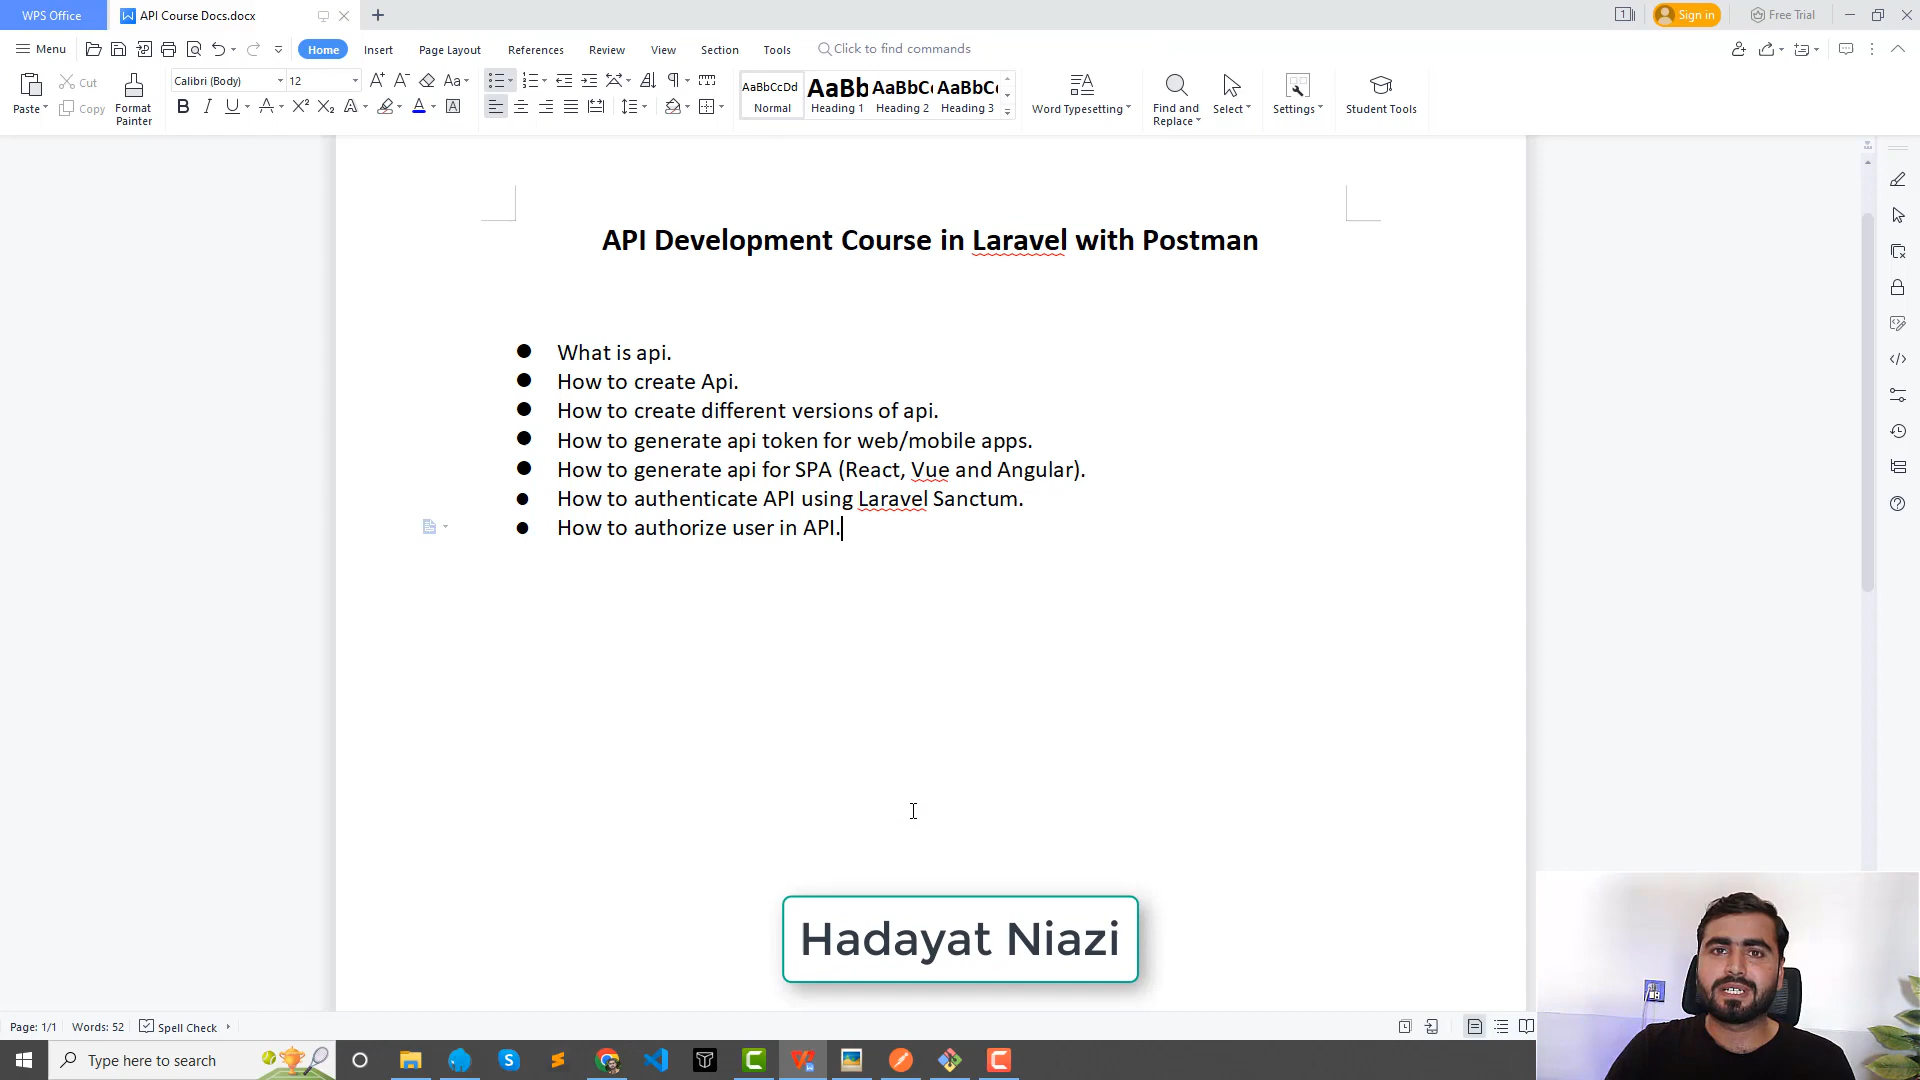 WPS Office
API Course Docs.docx
1
Sign in
Free Trial
Menu
Home
Insert
Page Layout
References
Review
View
Section
Tools
Click to find commands
Paste
Cut
Copy
Format Painter
Calibri (Body)
12
AaBbCcDd
Normal
AaBb
Heading 1
AaBbC
Heading 2
AaBbC
Heading 3
Word Typesetting
Find and Replace
Select
Settings
Student Tools
API Development Course in Laravel with Postman
● What is api.
● How to create Api.
● How to create different versions of api.
● How to generate api token for web/mobile apps.
● How to generate api for SPA (React, Vue and Angular).
● How to authenticate API using Laravel Sanctum.
● How to authorize user in API.
Hadayat Niazi
Page: 1/1
Words: 52
Spell Check
Type here to search